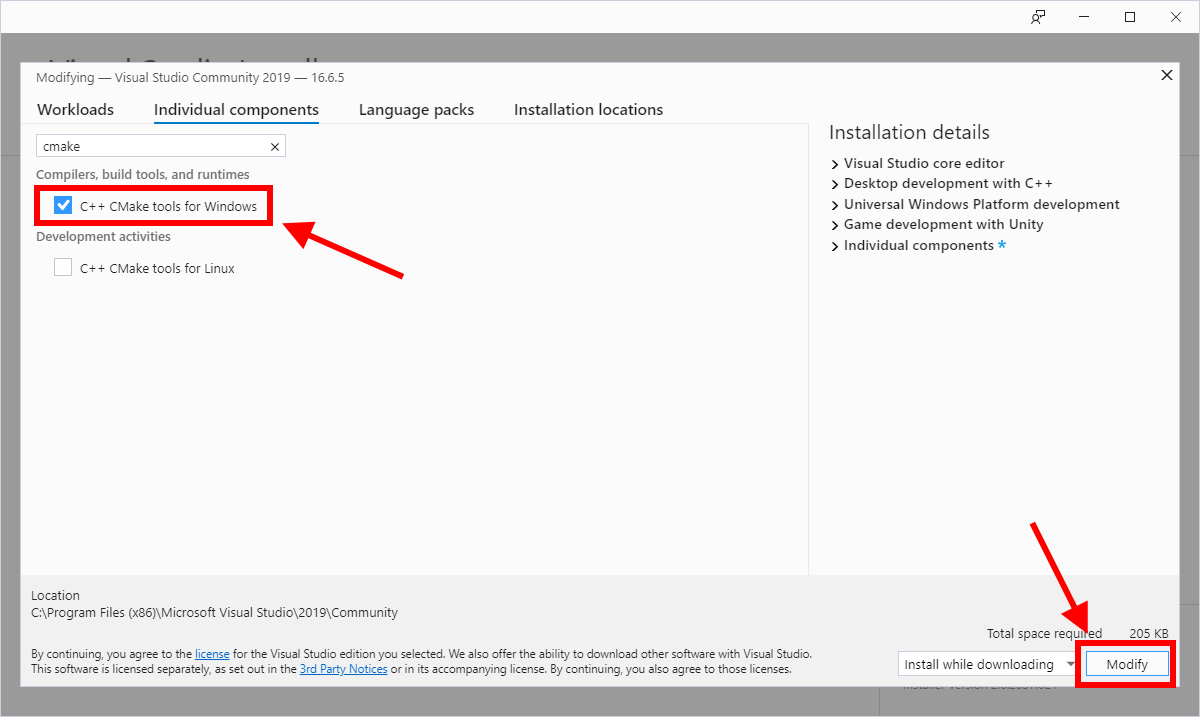 Modifying — Visual Studio Community 2019 — 16.6.5
Workloads
Individual components
Language packs
Installation locations
cmake
Compilers, build tools, and runtimes
C++ CMake tools for Windows
Development activities
C++ CMake tools for Linux
Installation details
Visual Studio core editor
Desktop development with C++
Universal Windows Platform development
Game development with Unity
Individual components *
Location
C:\Program Files (x86)\Microsoft Visual Studio\2019\Community
Total space required 205 KB
By continuing, you agree to the license for the Visual Studio edition you selected. We also offer the ability to download other software with Visual Studio.
This software is licensed separately, as set out in the 3rd Party Notices or in its accompanying license. By continuing, you also agree to those licenses.
Install while downloading
Modify